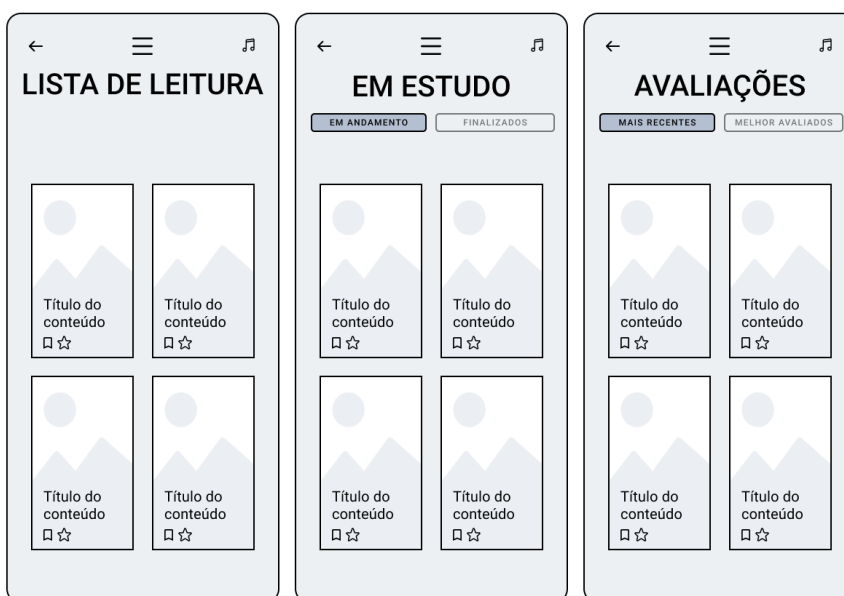 LISTA DE LEITURA
Título do
conteúdo
Título do
conteúdo
Título do
conteúdo
Título do
conteúdo
EM ESTUDO
EM ANDAMENTO
FINALIZADOS
Título do
conteúdo
Título do
conteúdo
Título do
conteúdo
Título do
conteúdo
AVALIAÇÕES
MAIS RECENTES
MELHOR AVALIADOS
Título do
conteúdo
Título do
conteúdo
Título do
conteúdo
Título do
conteúdo